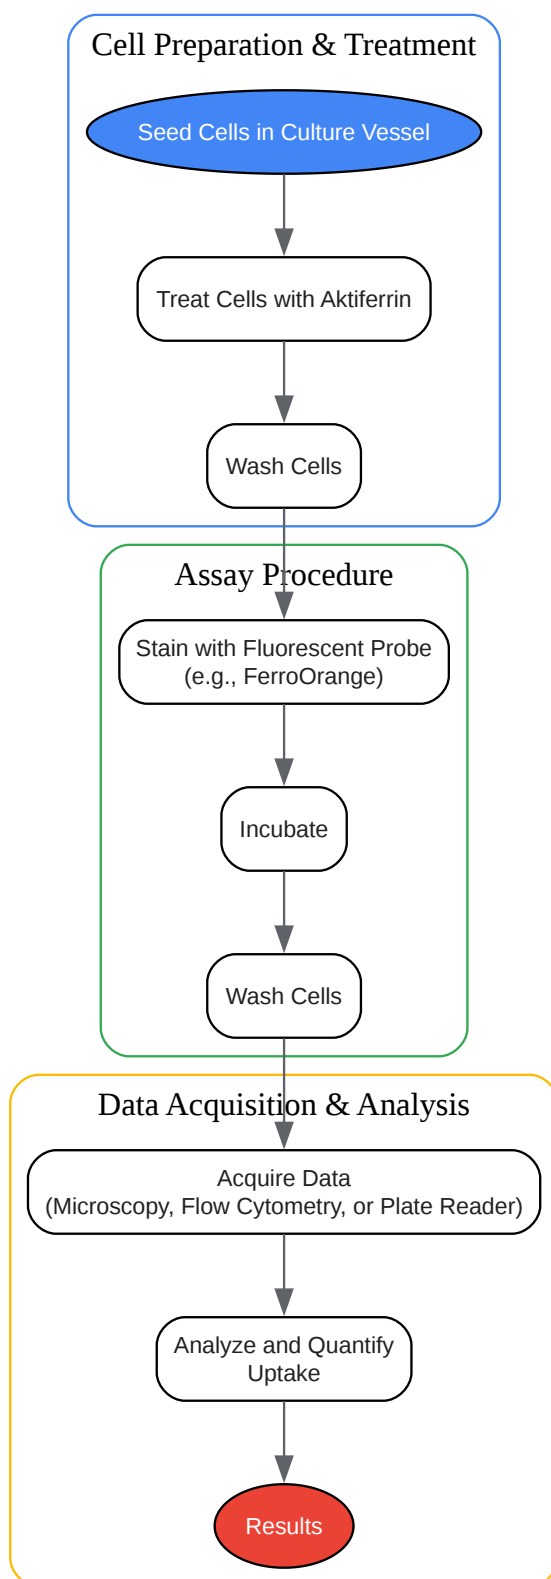 Cell Preparation & Treatment
Seed Cells in Culture Vessel
Treat Cells with Aktiferrin
Wash Cells
Assay Procedure
Stain with Fluorescent Probe
(e.g., FerroOrange)
Incubate
Wash Cells
Data Acquisition & Analysis
Acquire Data
(Microscopy, Flow Cytometry, or Plate Reader)
Analyze and Quantify
Uptake
Results